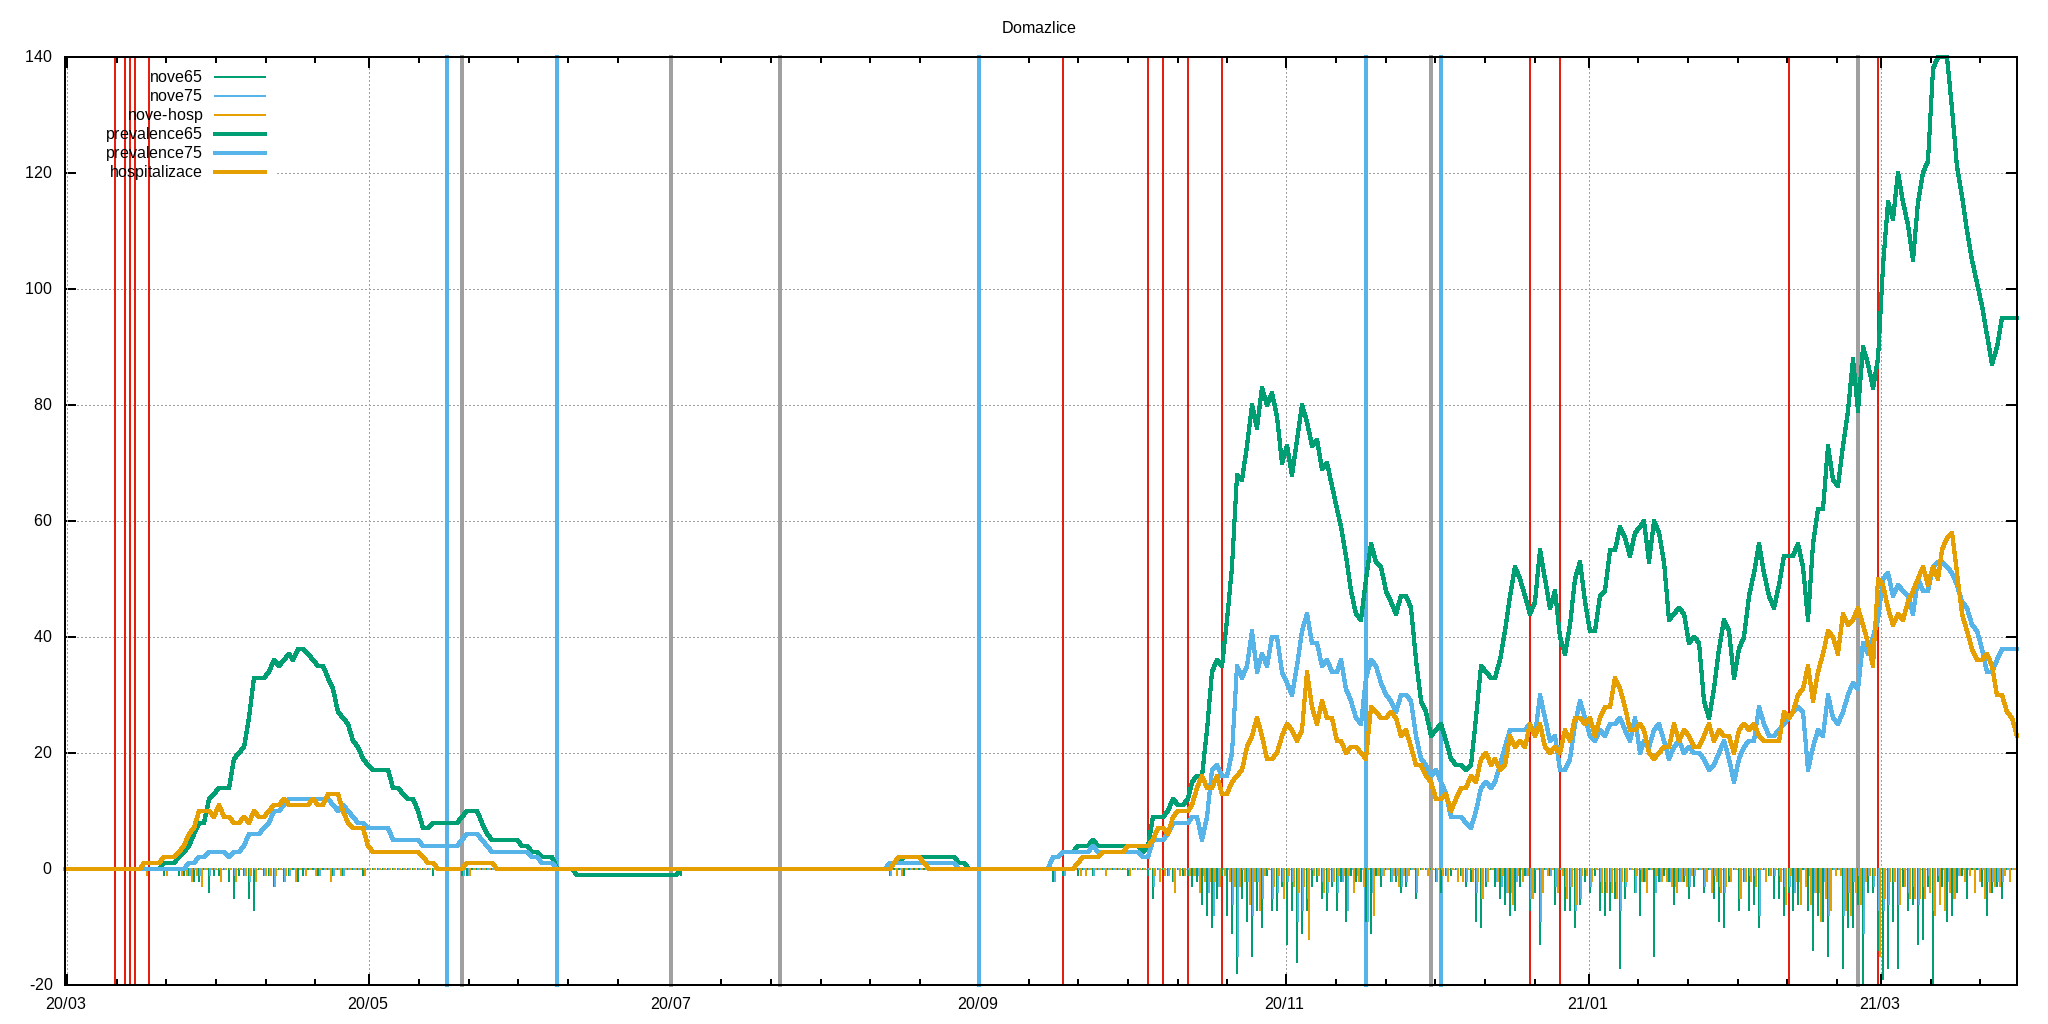 Domazlice
140
nove65
nove75
nove-hosp
prevalence65
prevalence75
hospitalizace
120
100
80
60
40
20
0
-20
20/03 20/05 20/07 20/09 20/11 21/01 21/03